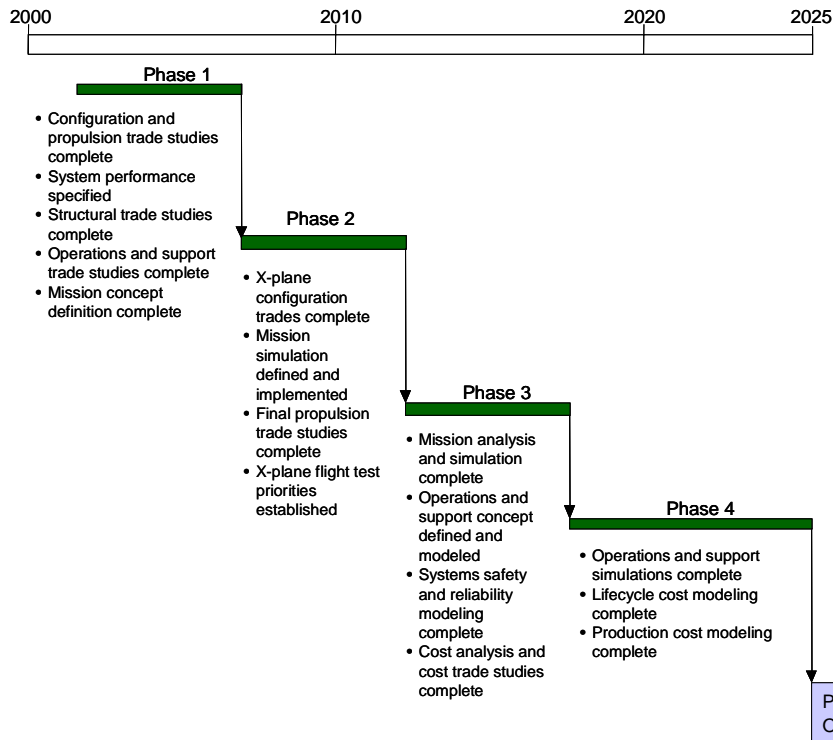 2000 2010 2020 2025
Phase 1
• Configuration and
propulsion trade studies
complete
• System performance
specified
• Structural trade studies
complete
• Operations and support
trade studies complete
• Mission concept
definition complete
Phase 2
• X-plane
configuration
trades complete
• Mission
simulation
defined and
implemented
• Final propulsion
trade studies
complete
• X-plane flight test
priorities
established
Phase 3
• Mission analysis
and simulation
complete
• Operations and
support concept
defined and
modeled
• Systems safety
and reliability
modeling
complete
• Cost analysis and
cost trade studies
complete
Phase 4
• Operations and support
simulations complete
• Lifecycle cost modeling
complete
• Production cost modeling
complete